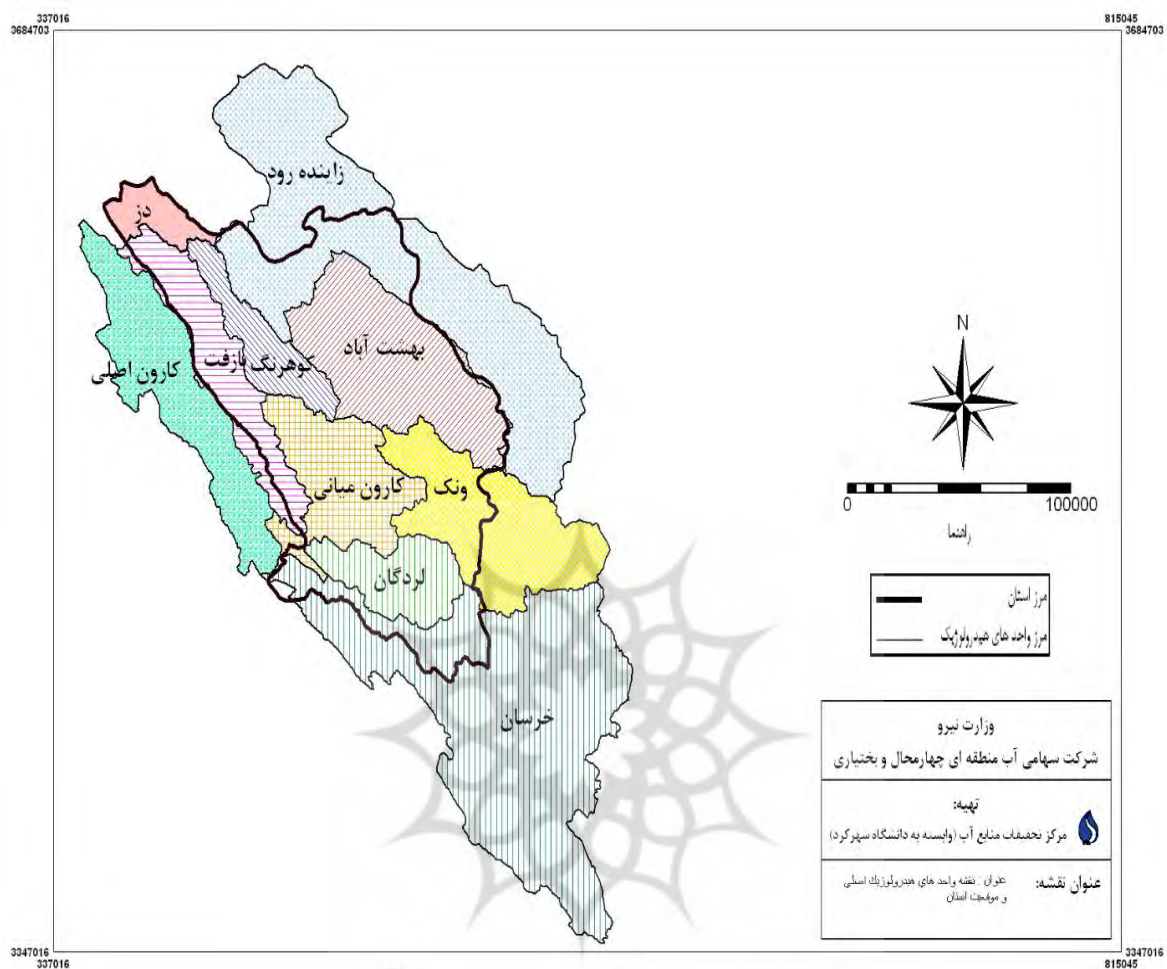 337016
815045
3684703
3684703
زاینده رود
دز
بهشت آباد
کوهرنگ
بازفت
کارون اصلی
N
کارون میانی
ونک
0
100000
راهنما
لردگان
مرز استان
مرز واحد های هیدرولوژیک
خرسان
وزارت نیرو
شرکت سهامی آب منطقه ای چهارمحال و بختیاری
تهیه:
مرکز تحقیقات منابع آب (وابسته به دانشگاه شهرکرد)
عنوان نقشه:
عنوان : نقشه واحد های هیدرولوژیک اصلی
و موقعیت استان
3347016
3347016
337016
815045